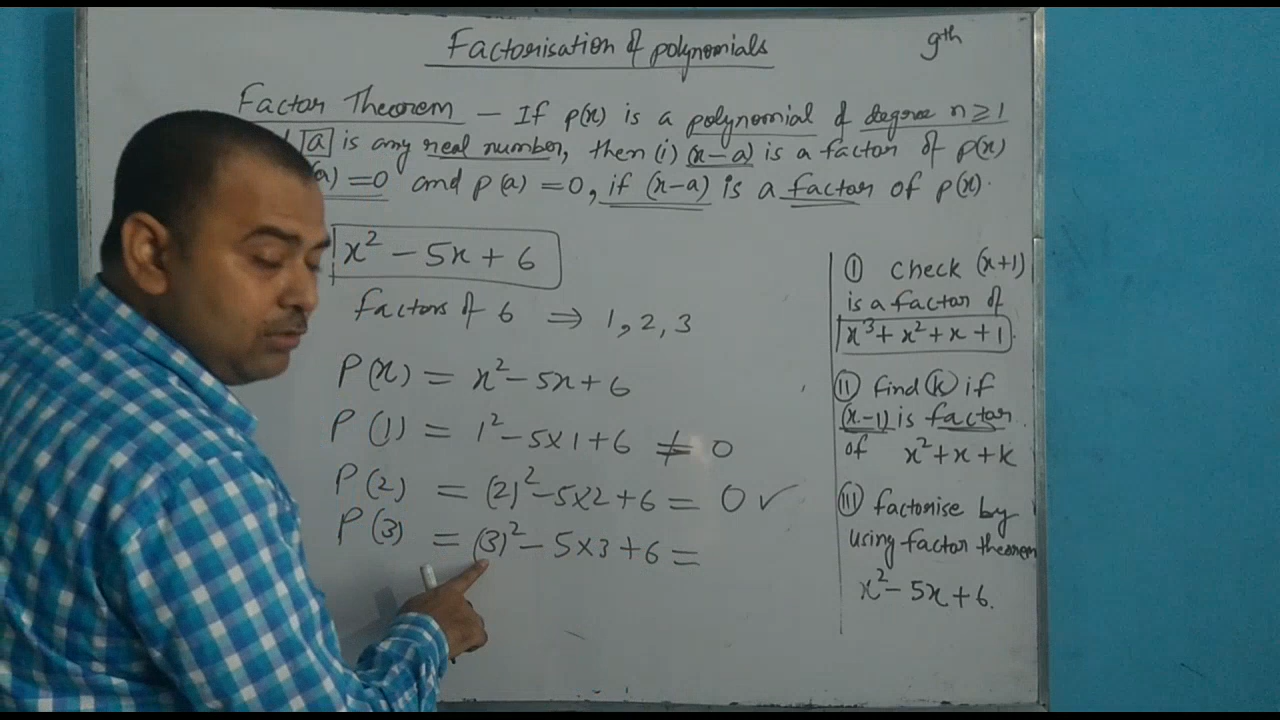 Factorisation of polynomials
9th
Factor Theorem — If p(x) is a polynomial of degree n ≥ 1
[a] is any real number, then (i) (x-a) is a factor of p(x)
(a) = 0 and p(a) = 0, if (x-a) is a factor of p(x).
x² - 5x + 6
Factors of 6 ⇒ 1, 2, 3
P(x) = x² - 5x + 6
P(1) = 1² - 5×1 + 6 ≠ 0
P(2) = (2)² - 5×2 + 6 = 0 ✓
P(3) = (3)² - 5×3 + 6 =
(I) check (x+1)
is a factor of
x³ + x² + x + 1
(II) find (k) if
(x-1) is factor
of x² + x + k
(III) factorise by
using factor theorem
x² - 5x + 6.